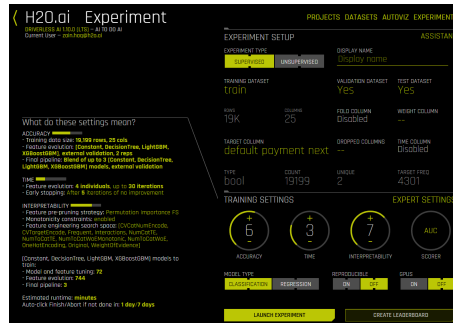 H2O.ai Experiment
DRIVERLESS AI 1.10.0 (LTS) – AI TO DO AI
Current User – zain.haq@h2o.ai
PROJECTS DATASETS AUTOVIZ EXPERIMENT
EXPERIMENT SETUP
ASSISTAN
EXPERIMENT TYPE
SUPERVISED UNSUPERVISED
DISPLAY NAME
Display name
TRAINING DATASET
train
VALIDATION DATASET
Yes
TEST DATASET
Yes
ROWS
19K
COLUMNS
25
FOLD COLUMN
Disabled
WEIGHT COLUMN
--
TARGET COLUMN
default payment next
DROPPED COLUMNS
--
TIME COLUMN
Disabled
TYPE
bool
COUNT
19199
UNIQUE
2
TARGET FREQ
4301
What do these settings mean?
ACCURACY
- Training data size: 19,199 rows, 25 cols
- Feature evolution: [Constant, DecisionTree, LightGBM,
XGBoostGBM], external validation, 2 reps
- Final pipeline: Blend of up to 3 [Constant, DecisionTree,
LightGBM, XGBoostGBM] models, external validation
TIME
- Feature evolution: 4 individuals, up to 30 iterations
- Early stopping: After 5 iterations of no improvement
INTERPRETABILITY
- Feature pre-pruning strategy: Permutation Importance FS
- Monotonicity constraints: enabled
- Feature engineering search space: [CVCatNumEncode,
CVTargetEncode, Frequent, Interactions, NumCatTE,
NumToCatTE, NumToCatWoEMonotonic, NumToCatWoE,
OneHotEncoding, Original, WeightOfEvidence]
[Constant, DecisionTree, LightGBM, XGBoostGBM] models to
train:
- Model and feature tuning: 72
- Feature evolution: 744
- Final pipeline: 3
Estimated runtime: minutes
Auto-click Finish/Abort if not done in: 1 day/7 days
TRAINING SETTINGS
EXPERT SETTINGS
+ 6 –
ACCURACY
+ 3 –
TIME
+ 7 –
INTERPRETABILITY
AUC
SCORER
MODEL TYPE
CLASSIFICATION REGRESSION
REPRODUCIBLE
ON OFF
GPUS
ON OFF
LAUNCH EXPERIMENT
CREATE LEADERBOARD